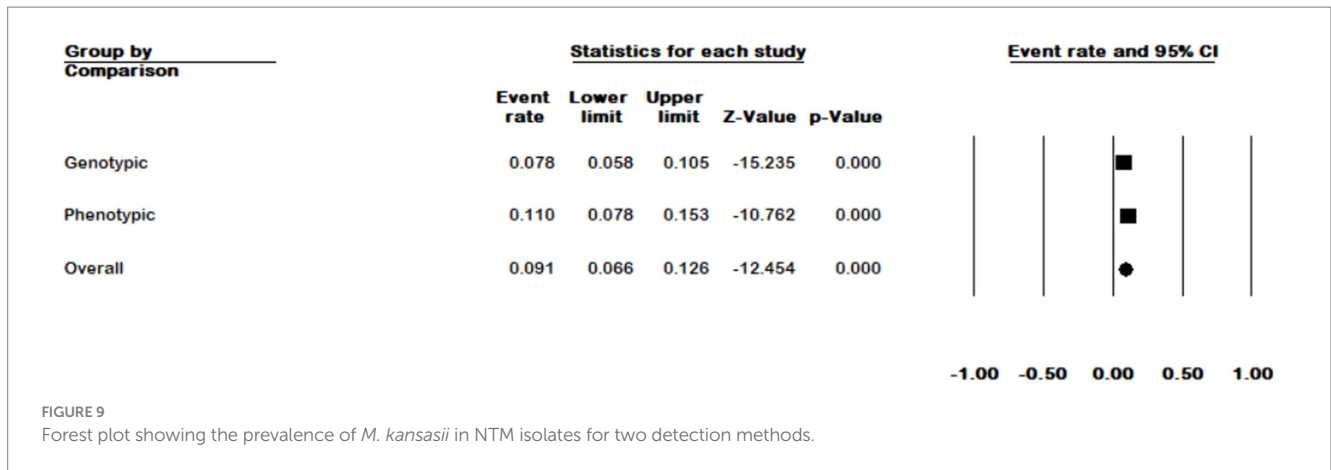 Group by Statistics for each study Event rate and 95% CI
Comparison
Event Lower Upper
rate limit limit Z-Value p-Value
Genotypic 0.078 0.058 0.105 -15.235 0.000
Phenotypic 0.110 0.078 0.153 -10.762 0.000
Overall 0.091 0.066 0.126 -12.454 0.000
-1.00 -0.50 0.00 0.50 1.00
FIGURE 9
Forest plot showing the prevalence of M. kansasii in NTM isolates for two detection methods.